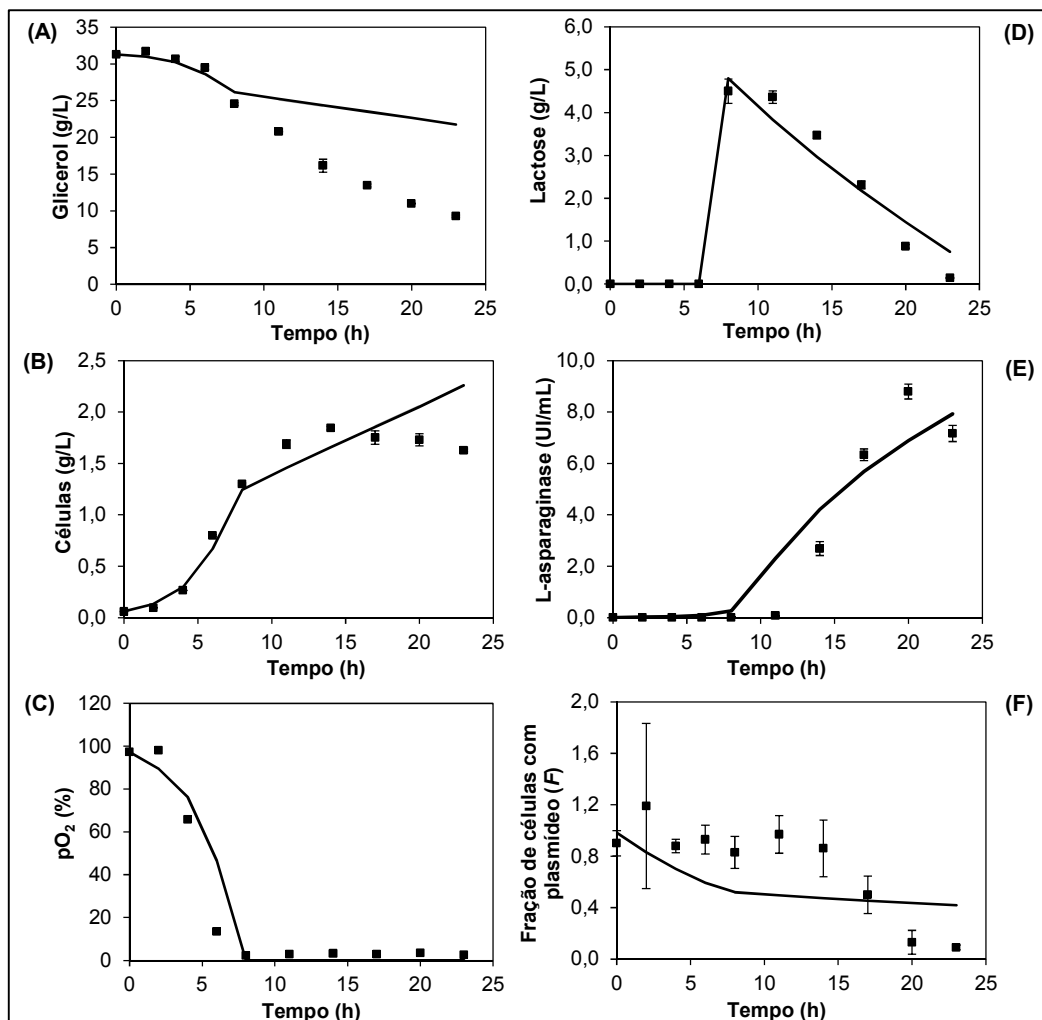 (A)
Glicerol (g/L)
35
30
25
20
15
10
5
0
0 5 10 15 20 25
Tempo (h)
(D)
Lactose (g/L)
6,0
5,0
4,0
3,0
2,0
1,0
0,0
0 5 10 15 20 25
Tempo (h)
(B)
Células (g/L)
2,5
2,0
1,5
1,0
0,5
0,0
0 5 10 15 20 25
Tempo (h)
(E)
L-asparaginase (UI/mL)
10,0
8,0
6,0
4,0
2,0
0,0
0 5 10 15 20 25
Tempo (h)
(C)
pO₂ (%)
120
100
80
60
40
20
0
0 5 10 15 20 25
Tempo (h)
(F)
Fração de células com
plasmídeo (F)
2,0
1,6
1,2
0,8
0,4
0,0
0 5 10 15 20 25
Tempo (h)